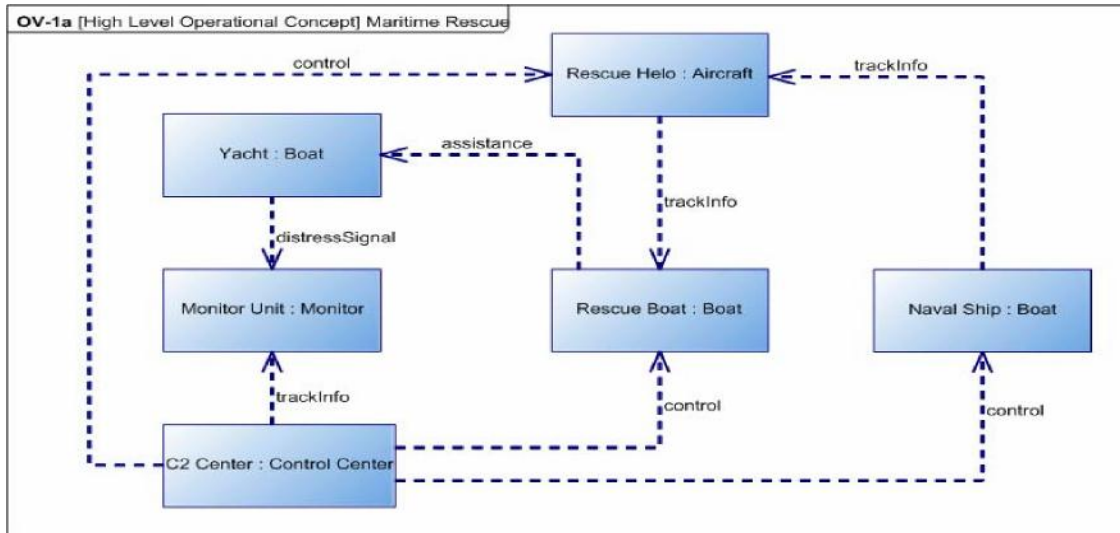 OV-1a [High Level Operational Concept] Maritime Rescue
control
Rescue Helo : Aircraft
trackInfo
Yacht : Boat
assistance
trackInfo
distressSignal
Monitor Unit : Monitor
Rescue Boat : Boat
Naval Ship : Boat
trackInfo
control
control
C2 Center : Control Center